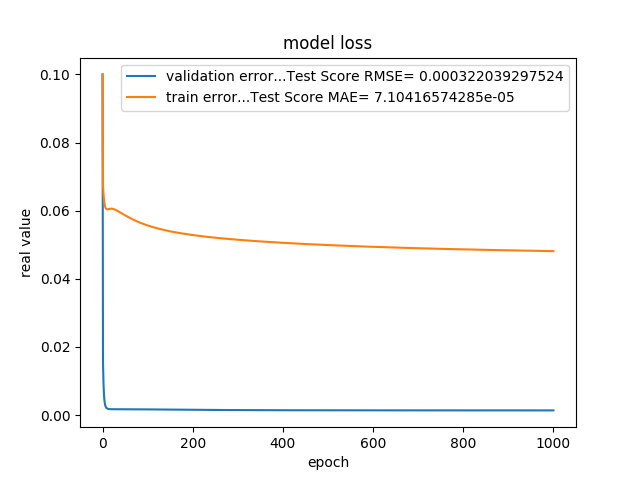 model loss
validation error...Test Score RMSE= 0.000322039297524
train error...Test Score MAE= 7.10416574285e-05
real value
0.10
0.08
0.06
0.04
0.02
0.00
0 200 400 600 800 1000
epoch